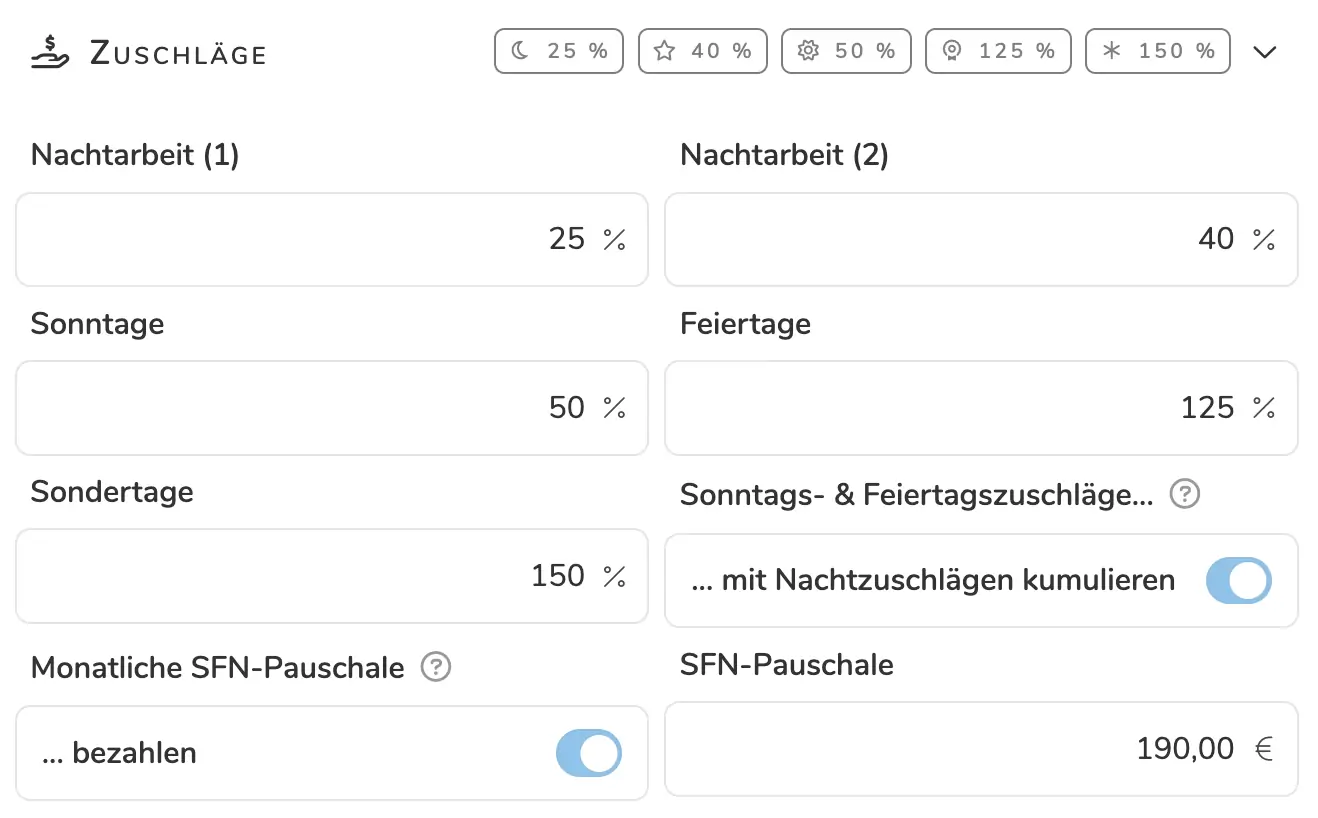 Zuschläge 25 % 40 % 50 % 125 % 150 %
Nachtarbeit (1) Nachtarbeit (2)
25 % 40 %
Sonntage Feiertage
50 % 125 %
Sondertage Sonntags- & Feiertagszuschläge... ?
150 % ... mit Nachtzuschlägen kumulieren
Monatliche SFN-Pauschale ? SFN-Pauschale
... bezahlen 190,00 €